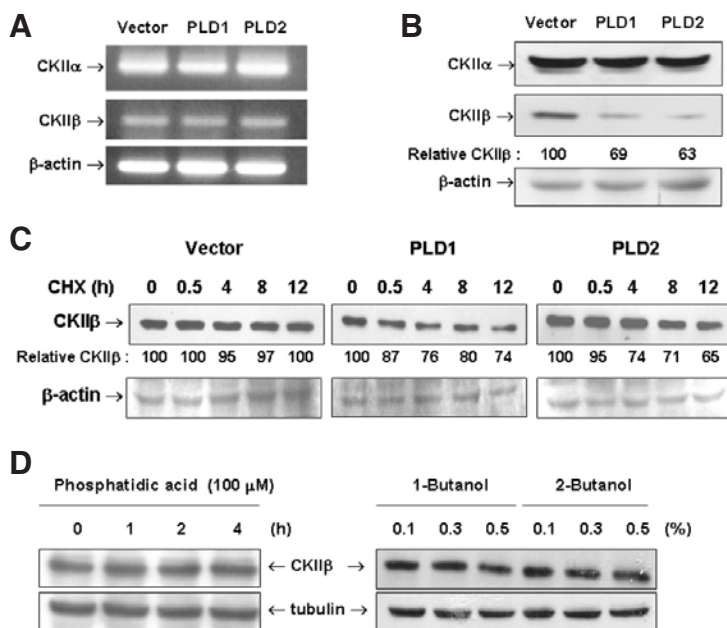 A
Vector PLD1 PLD2
CKIIα →
CKIIβ →
β-actin →
B
Vector PLD1 PLD2
CKIIα →
CKIIβ →
Relative CKIIβ : 100 69 63
β-actin →
C
Vector PLD1 PLD2
CHX (h) 0 0.5 4 8 12 0 0.5 4 8 12 0 0.5 4 8 12
CKIIβ →
Relative CKIIβ : 100 100 95 97 100 100 87 76 80 74 100 95 74 71 65
β-actin →
D
Phosphatidic acid (100 μM) 1-Butanol 2-Butanol
0 1 2 4 (h) 0.1 0.3 0.5 0.1 0.3 0.5 (%)
← CKIIβ →
← tubulin →